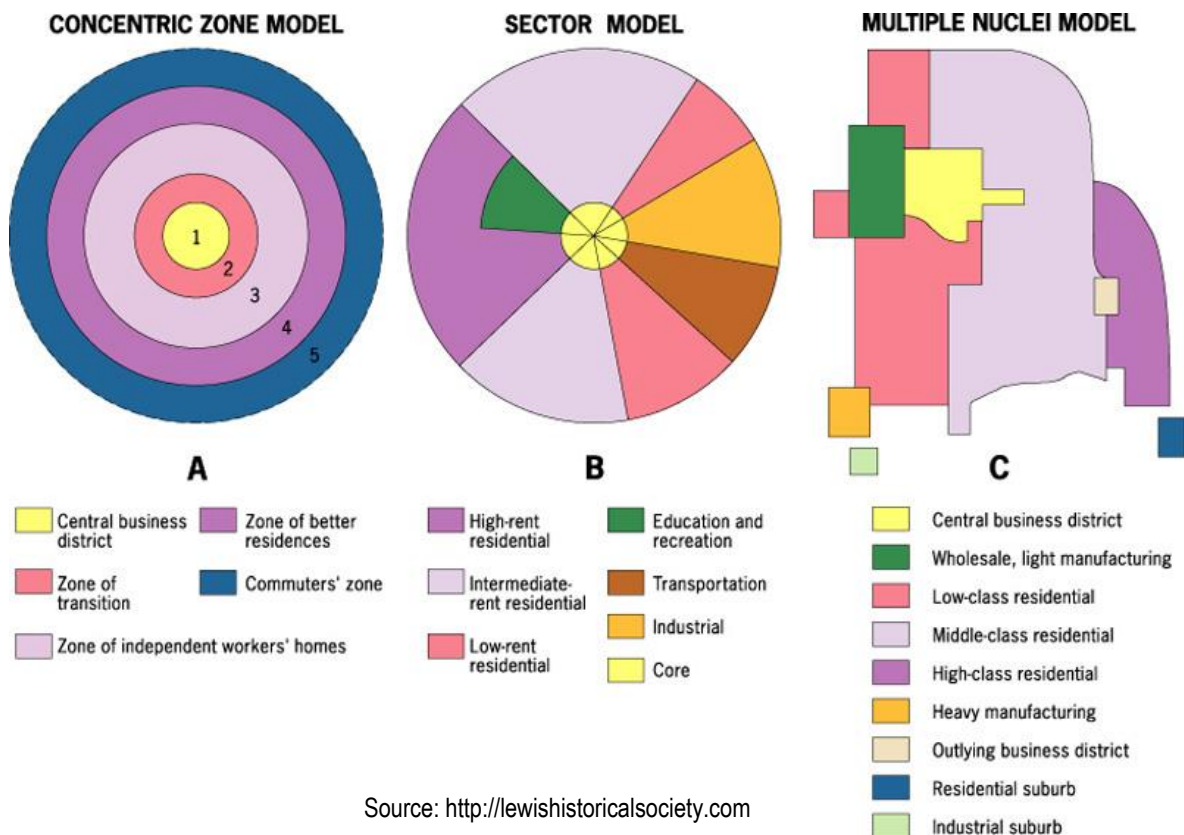 CONCENTRIC ZONE MODEL
SECTOR MODEL
MULTIPLE NUCLEI MODEL
1
2
3
4
5
A
B
C
Central business
district
Zone of better
residences
Zone of
transition
Commuters' zone
Zone of independent workers' homes
High-rent
residential
Education and
recreation
Intermediate-
rent residential
Transportation
Industrial
Low-rent
residential
Core
Central business district
Wholesale, light manufacturing
Low-class residential
Middle-class residential
High-class residential
Heavy manufacturing
Outlying business district
Residential suburb
Industrial suburb
Source: http://lewishistoricalsociety.com